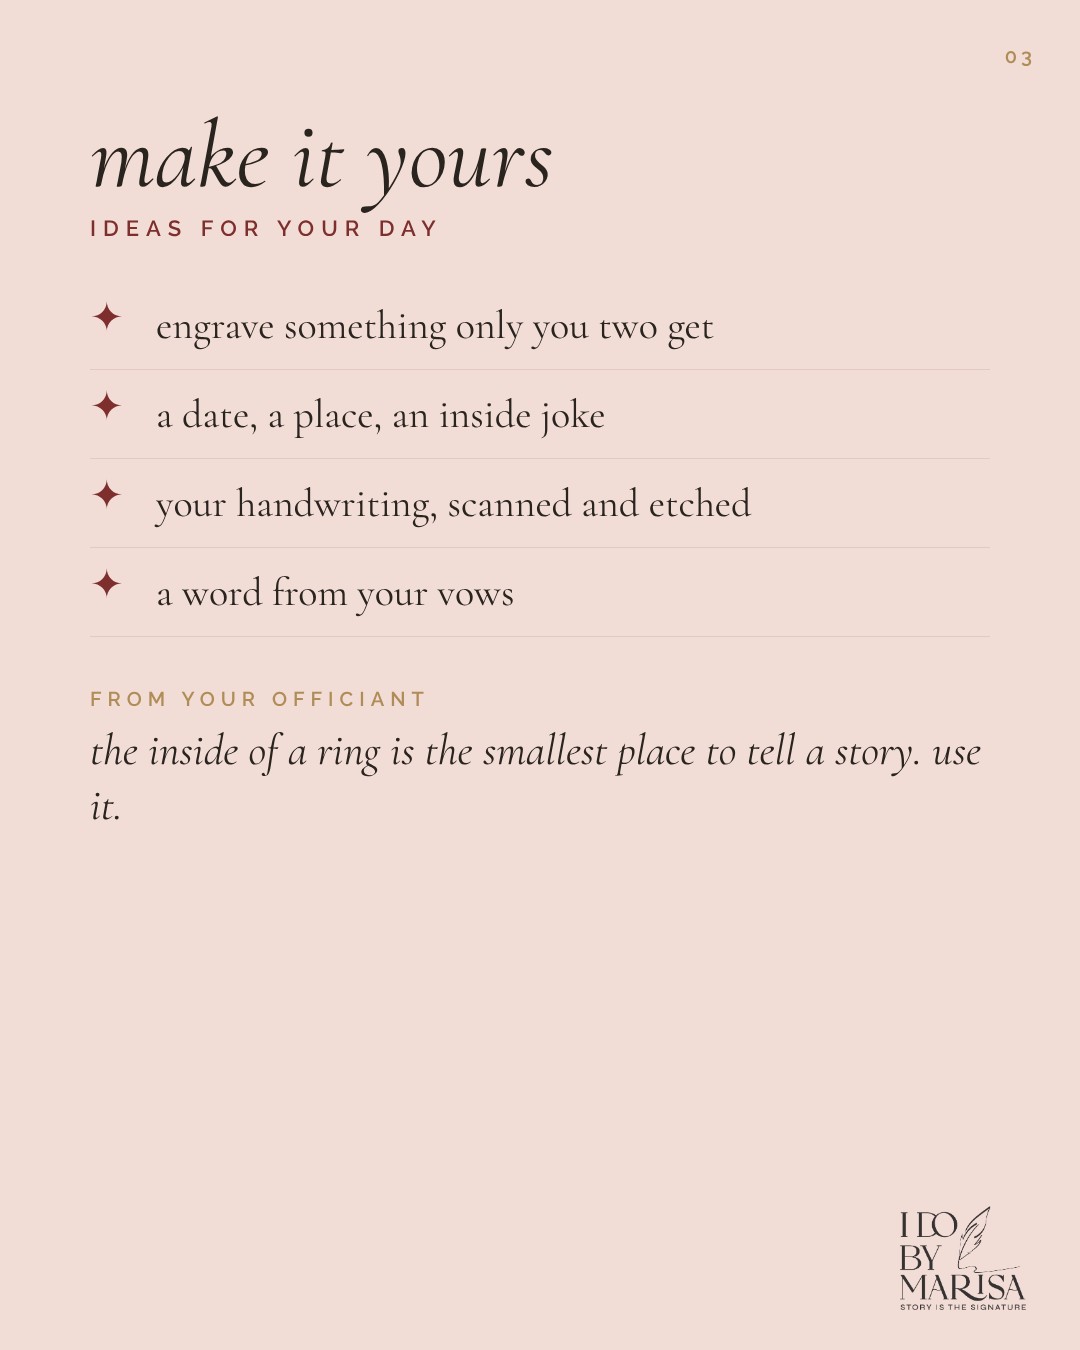 03
make it yours
IDEAS FOR YOUR DAY
engrave something only you two get
a date, a place, an inside joke
your handwriting, scanned and etched
a word from your vows
FROM YOUR OFFICIANT
the inside of a ring is the smallest place to tell a story. use
it.
I DO
BY
MARISA
STORY IS THE SIGNATURE